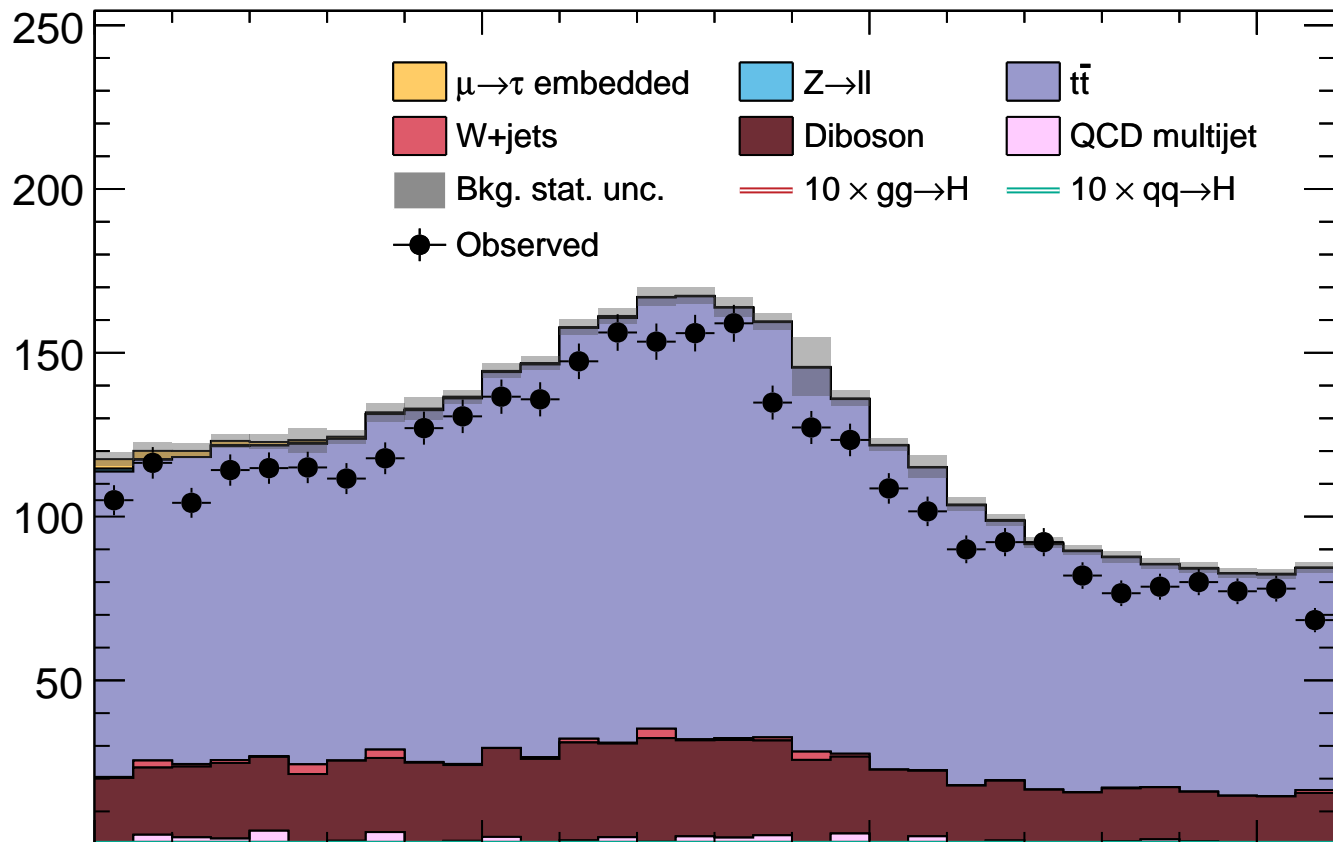 250
μ→τ embedded Z→ll tt̄
W+jets Diboson QCD multijet
200 Bkg. stat. unc. 10 × gg→H 10 × qq→H
Observed
150
100
50